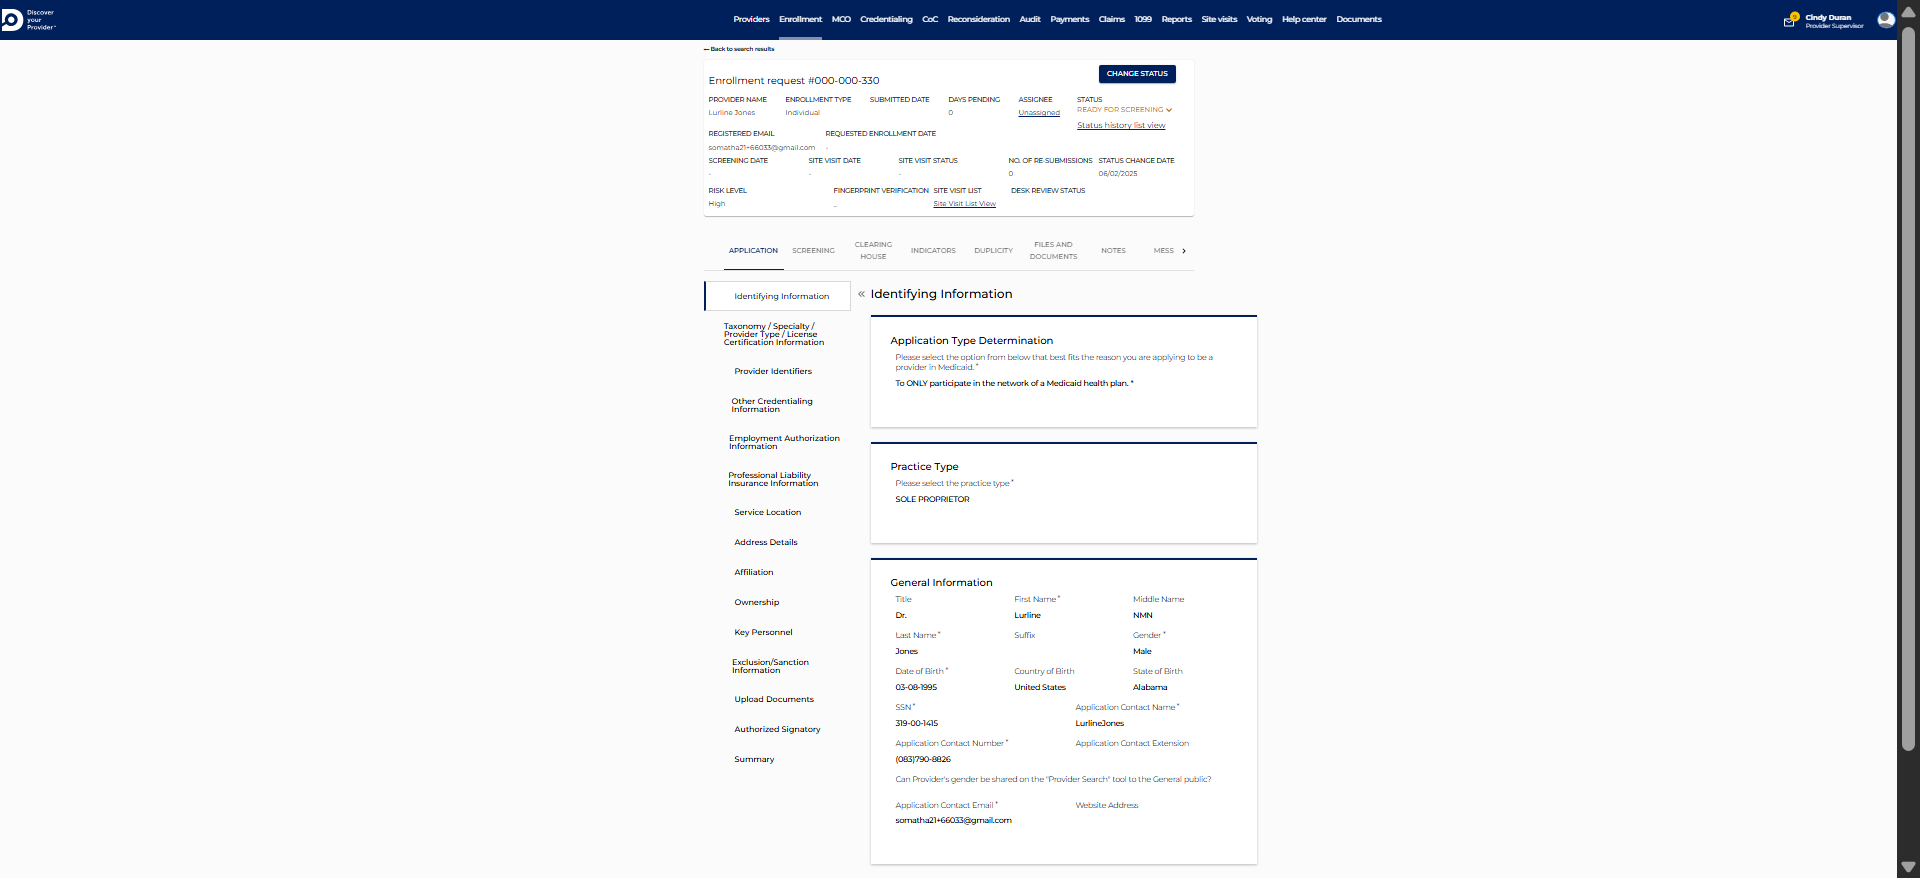 Discover
your
Provider
Providers Enrollment MCO Credentialing CoC Reconsideration Audit Payments Claims 1099 Reports Site visits Voting Help center Documents
Cindy Duran
Provider Supervisor
Back to search results
Enrollment request #000-000-330
CHANGE STATUS
PROVIDER NAME ENROLLMENT TYPE SUBMITTED DATE DAYS PENDING ASSIGNEE STATUS
Lurline Jones Individual 0 Unassigned READY FOR SCREENING
Status history list view
REGISTERED EMAIL REQUESTED ENROLLMENT DATE
somatha21+66033@gmail.com -
SCREENING DATE SITE VISIT DATE SITE VISIT STATUS NO. OF RE-SUBMISSIONS STATUS CHANGE DATE
- - - 0 06/02/2025
RISK LEVEL FINGERPRINT VERIFICATION SITE VISIT LIST DESK REVIEW STATUS
High _ Site Visit List View
APPLICATION SCREENING CLEARING HOUSE INDICATORS DUPLICITY FILES AND DOCUMENTS NOTES MESS
Identifying Information
Taxonomy / Specialty /
Provider Type / License
Certification Information
Provider Identifiers
Other Credentialing
Information
Employment Authorization
Information
Professional Liability
Insurance Information
Service Location
Address Details
Affiliation
Ownership
Key Personnel
Exclusion/Sanction
Information
Upload Documents
Authorized Signatory
Summary
« Identifying Information
Application Type Determination
Please select the option from below that best fits the reason you are applying to be a
provider in Medicaid. *
To ONLY participate in the network of a Medicaid health plan. *
Practice Type
Please select the practice type *
SOLE PROPRIETOR
General Information
Title First Name * Middle Name
Dr. Lurline NMN
Last Name * Suffix Gender *
Jones Male
Date of Birth * Country of Birth State of Birth
03-08-1995 United States Alabama
SSN * Application Contact Name *
319-00-1415 LurlineJones
Application Contact Number * Application Contact Extension
(083)790-8826
Can Provider's gender be shared on the "Provider Search" tool to the General public?
Application Contact Email * Website Address
somatha21+66033@gmail.com